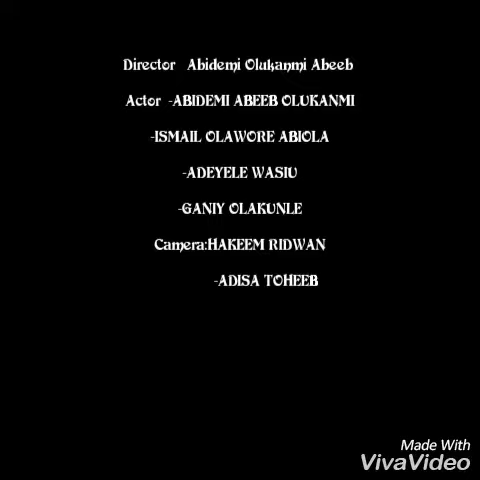 Director Abidemi Olukanmi Abeeb
Actor -ABIDEMI ABEEB OLUKANMI
-ISMAIL OLAWORE ABIOLA
-ADEYELE WASIU
-GANIY OLAKUNLE
Camera:HAKEEM RIDWAN
-ADISA TOHEEB
Made With
VivaVideo